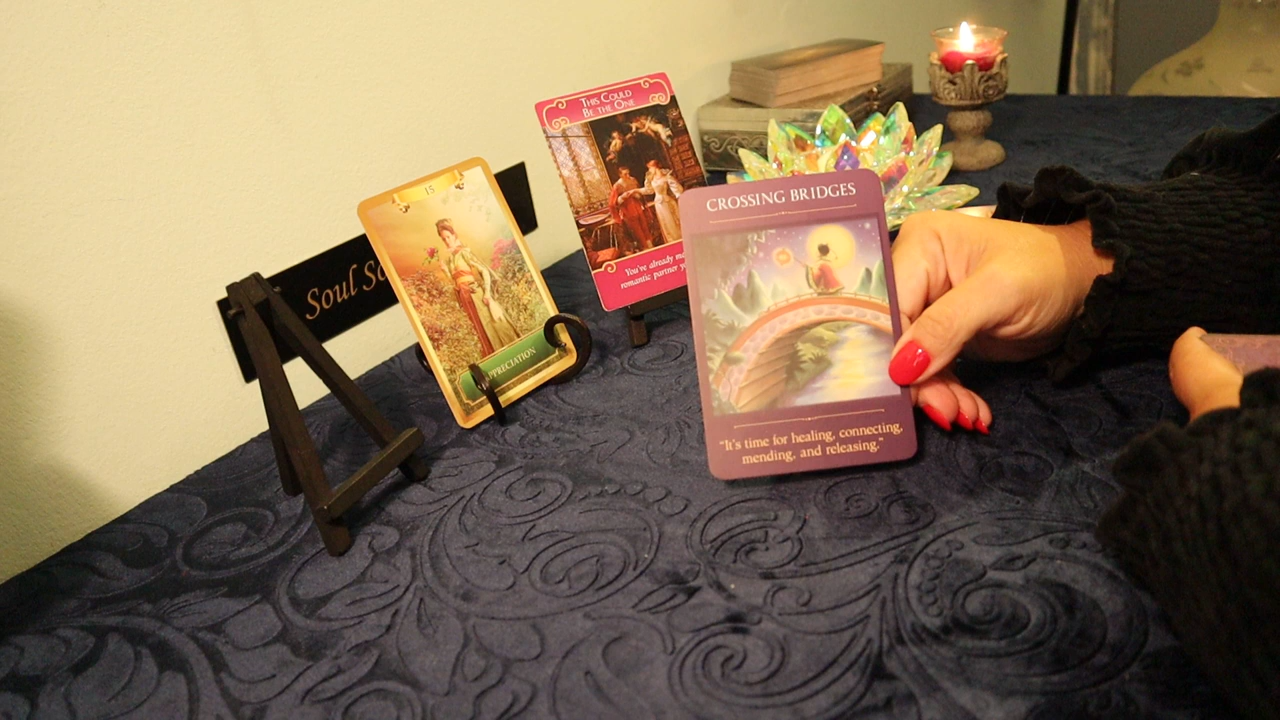 Soul
15
PPRECIATION
THIS COULD
BE THE ONE
You've already
romantic partner
CROSSING BRIDGES
"It's time for healing, connecting,
mending, and releasing."